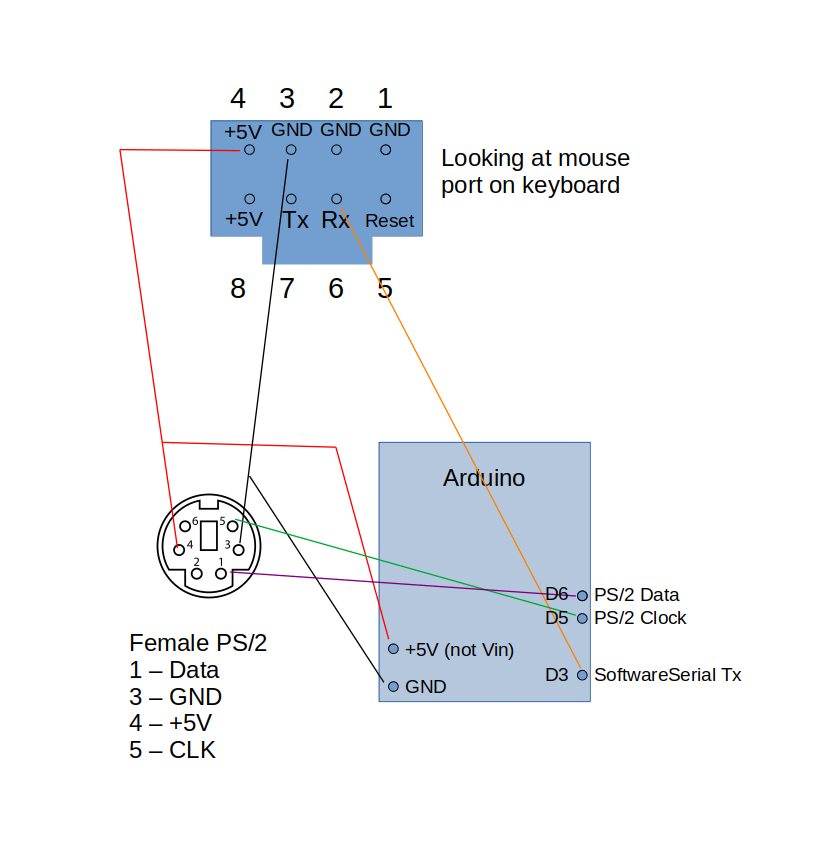 4 3 2 1
+5V GND GND GND
Looking at mouse
port on keyboard
+5V Tx Rx Reset
8 7 6 5
Arduino
6 5
4 3
2 1
D6 PS/2 Data
D5 PS/2 Clock
+5V (not Vin)
D3 SoftwareSerial Tx
GND
Female PS/2
1 – Data
3 – GND
4 – +5V
5 – CLK